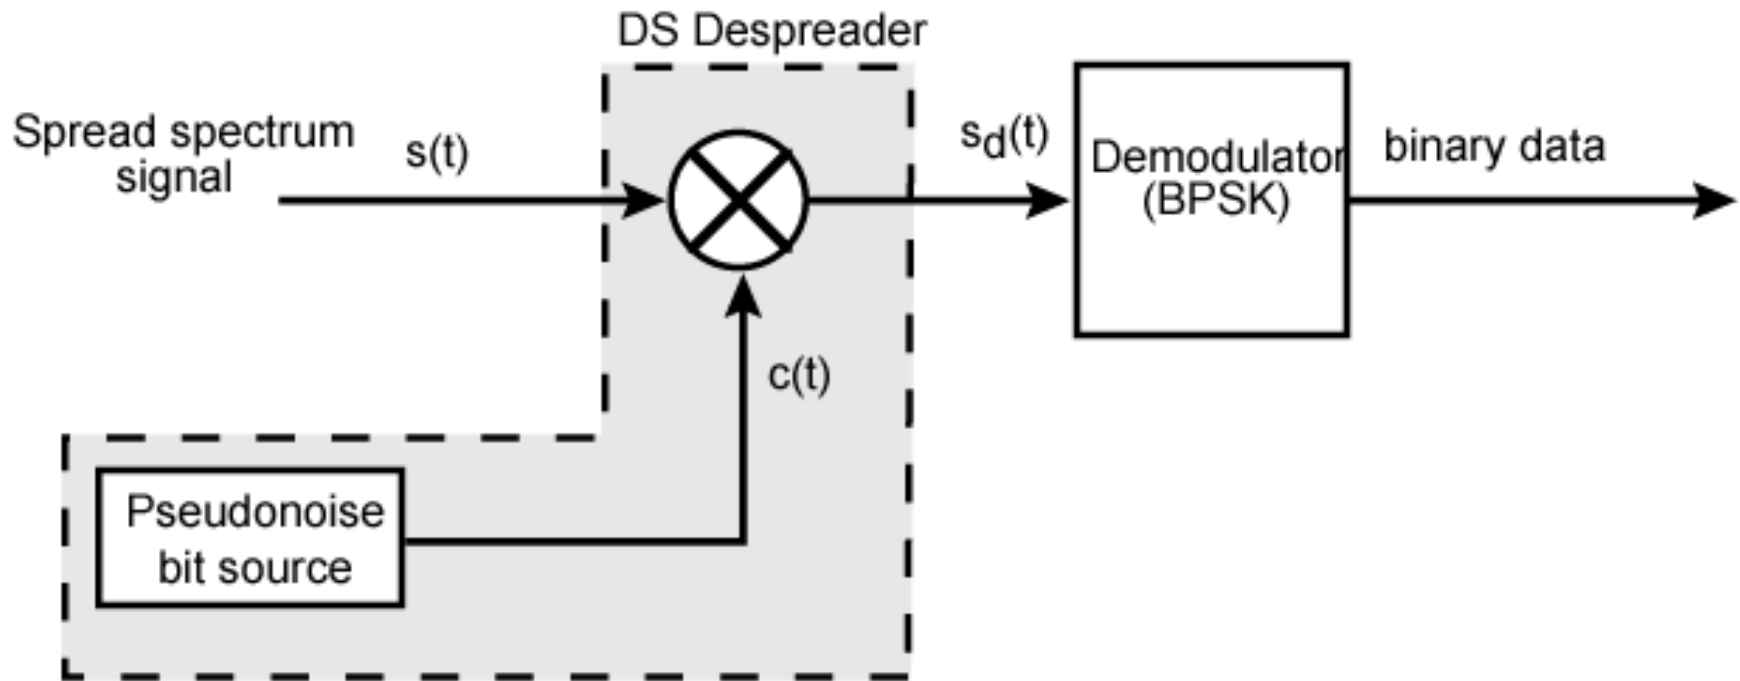 DS Despreader
Spread spectrum
signal
s(t)
sd(t)
Demodulator
(BPSK)
binary data
c(t)
Pseudonoise
bit source